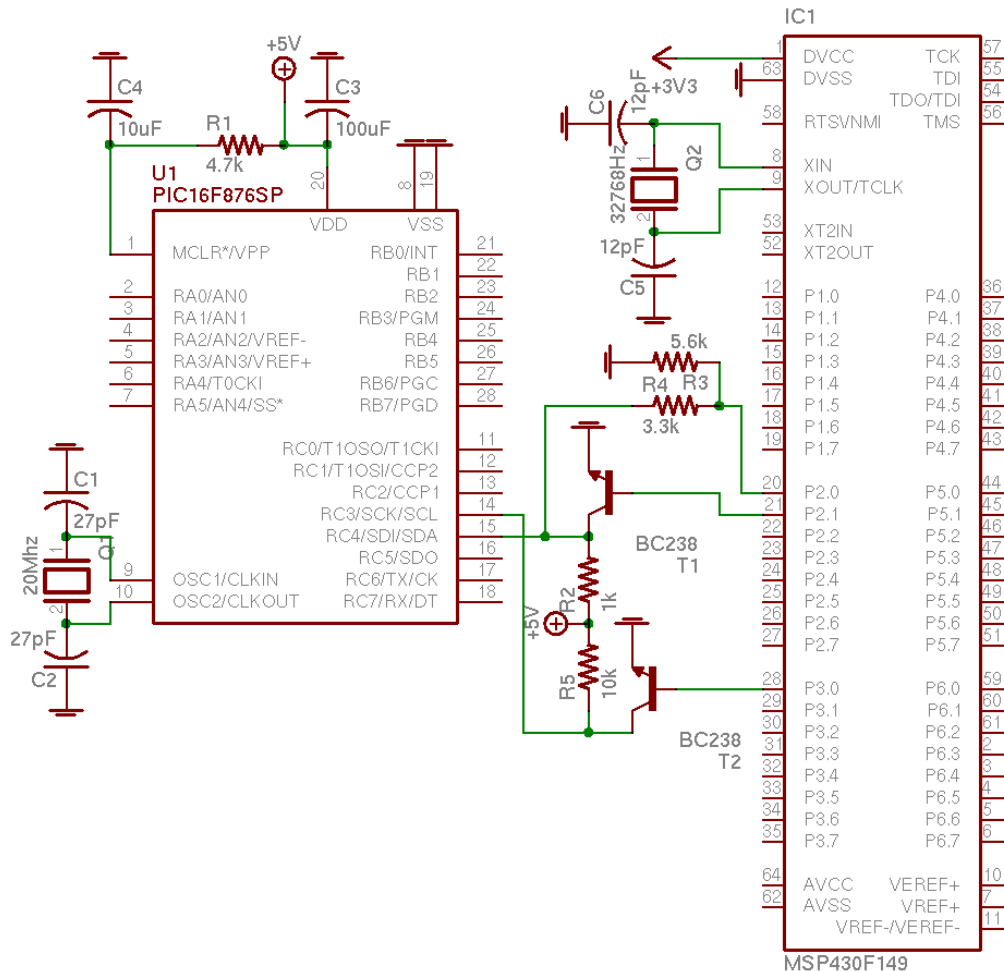 IC1
+5V
C4
10uF
R1
4.7k
C3
100uF
U1
PIC16F876SP
20
8
19
VDD
VSS
1 MCLR*/VPP
2 RA0/AN0
3 RA1/AN1
4 RA2/AN2/VREF-
5 RA3/AN3/VREF+
6 RA4/T0CKI
7 RA5/AN4/SS*
9 OSC1/CLKIN
10 OSC2/CLKOUT
RB0/INT 21
RB1 22
RB2 23
RB3/PGM 24
RB4 25
RB5 26
RB6/PGC 27
RB7/PGD 28
RC0/T1OSO/T1CKI 11
RC1/T1OSI/CCP2 12
RC2/CCP1 13
RC3/SCK/SCL 14
RC4/SDI/SDA 15
RC5/SDO 16
RC6/TX/CK 17
RC7/RX/DT 18
C1
27pF
Q1
1
20Mhz
2
27pF
C2
C6
12pF
+3V3
1
32768Hz
Q2
2
12pF
C5
5.6k
R4
R3
3.3k
BC238
T1
R2
1k
+5V
R5
10k
BC238
T2
1 DVCC
63 DVSS
58 RTSVNMI
8 XIN
9 XOUT/TCLK
53 XT2IN
52 XT2OUT
12 P1.0
13 P1.1
14 P1.2
15 P1.3
16 P1.4
17 P1.5
18 P1.6
19 P1.7
20 P2.0
21 P2.1
22 P2.2
23 P2.3
24 P2.4
25 P2.5
26 P2.6
27 P2.7
28 P3.0
29 P3.1
30 P3.2
31 P3.3
32 P3.4
33 P3.5
34 P3.6
35 P3.7
64 AVCC
62 AVSS
TCK 57
TDI 55
TDO/TDI 54
TMS 56
P4.0 36
P4.1 37
P4.2 38
P4.3 39
P4.4 40
P4.5 41
P4.6 42
P4.7 43
P5.0 44
P5.1 45
P5.2 46
P5.3 47
P5.4 48
P5.5 49
P5.6 50
P5.7 51
P6.0 59
P6.1 60
P6.2 61
P6.3 2
P6.4 3
P6.5 4
P6.6 5
P6.7 6
VEREF+ 10
VREF+ 7
VREF-/VEREF- 11
MSP430F149